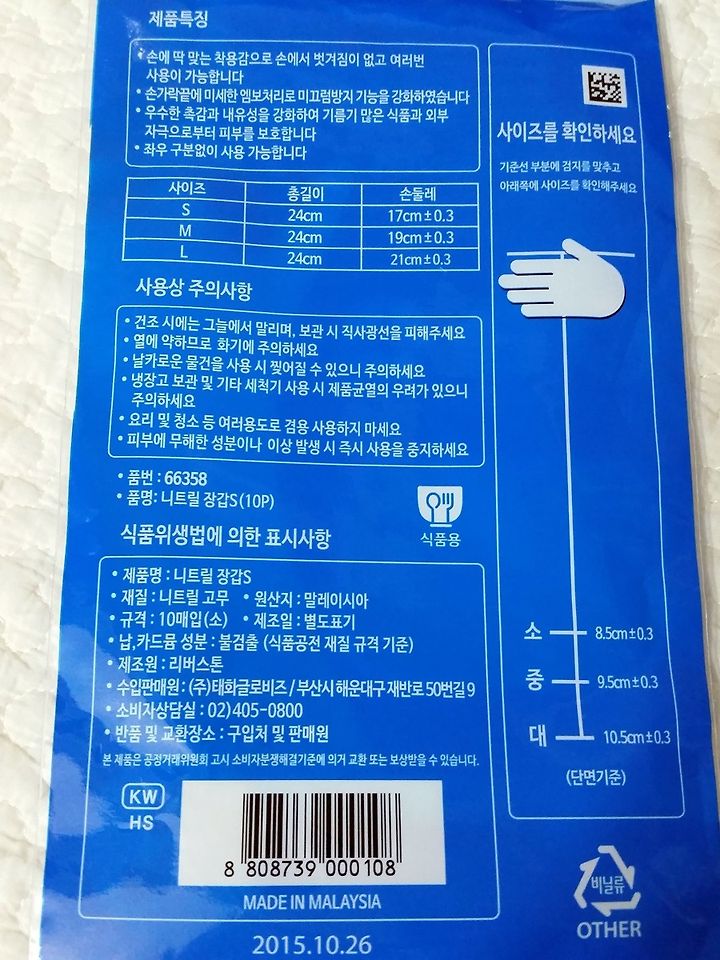 제품특징
• 손에 딱 맞는 착용감으로 손에서 벗겨짐이 없고 여러번
사용이 가능합니다
• 손가락끝에 미세한 엠보처리로 미끄럼방지 기능을 강화하였습니다
• 우수한 촉감과 내유성을 강화하여 기름기 많은 식품과 외부
자극으로부터 피부를 보호합니다
• 좌우 구분없이 사용 가능합니다
사이즈 총길이 손둘레
S 24cm 17cm±0.3
M 24cm 19cm±0.3
L 24cm 21cm±0.3
사용상 주의사항
• 건조 시에는 그늘에서 말리며, 보관 시 직사광선을 피해주세요
• 열에 약하므로 화기에 주의하세요
• 날카로운 물건을 사용 시 찢어질 수 있으니 주의하세요
• 냉장고 보관 및 기타 세척기 사용 시 제품균열의 우려가 있으니
주의하세요
• 요리 및 청소 등 여러용도로 겸용 사용하지 마세요
• 피부에 무해한 성분이나 이상 발생 시 즉시 사용을 중지하세요
• 품번 : 66358
• 품명: 니트릴 장갑S(10P)
식품용
식품위생법에 의한 표시사항
• 제품명 : 니트릴 장갑S
• 재질 : 니트릴 고무 • 원산지 : 말레이시아
• 규격 : 10매입(소) • 제조일 : 별도표기
• 납,카드뮴 성분 : 불검출 (식품공전 재질 규격 기준)
• 제조원 : 리버스톤
• 수입판매원 : (주)태화글로비즈 / 부산시 해운대구 재반로 50번길 9
• 소비자상담실 : 02)405-0800
• 반품 및 교환장소 : 구입처 및 판매원
본 제품은 공정거래위원회 고시 소비자분쟁해결기준에 의거 교환 또는 보상받을 수 있습니다.
KW
HS
8 808739 000108
MADE IN MALAYSIA
2015.10.26
사이즈를 확인하세요
기준선 부분에 검지를 맞추고
아래쪽에 사이즈를 확인해주세요
소 8.5cm±0.3
중 9.5cm±0.3
대 10.5cm±0.3
(단면기준)
비닐류
OTHER